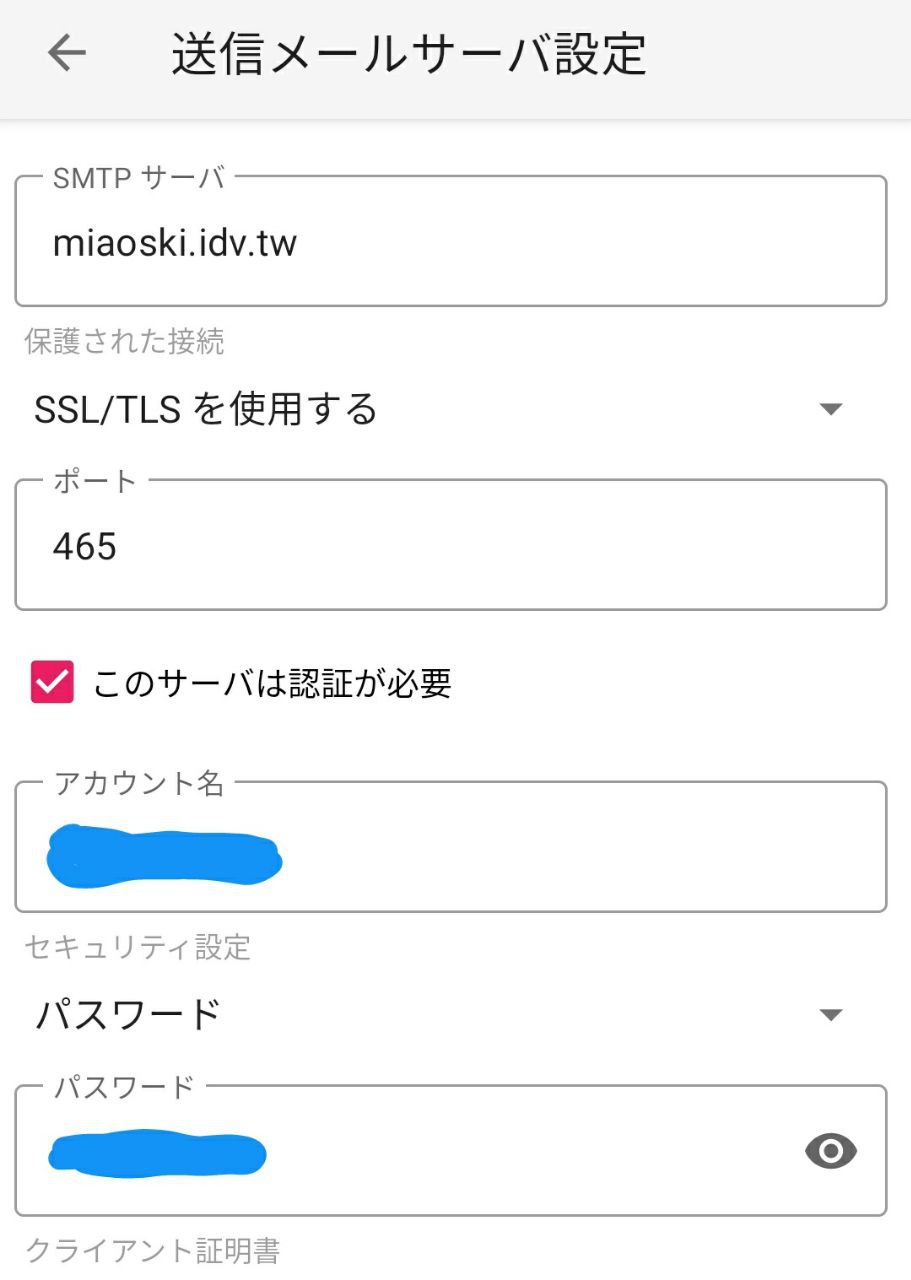 送信メールサーバ設定
SMTP サーバ
miaoski.idv.tw
保護された接続
SSL/TLS を使用する
ポート
465
このサーバは認証が必要
アカウント名
セキュリティ設定
パスワード
パスワード
クライアント証明書